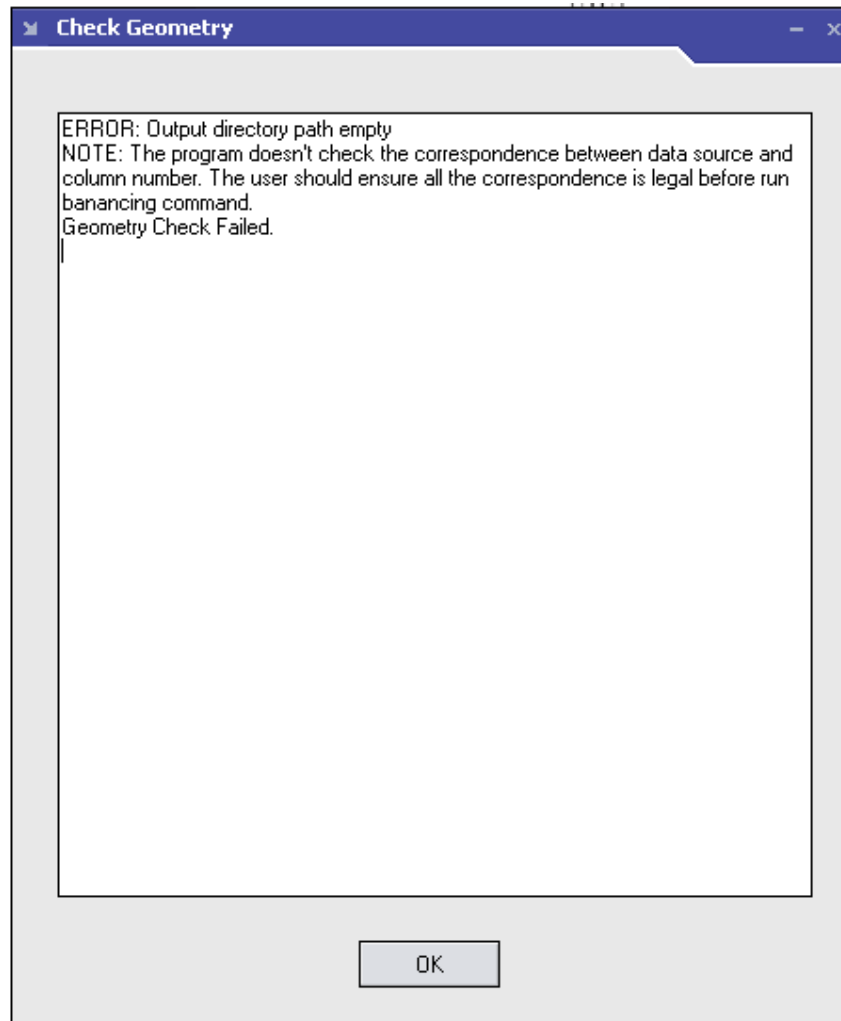 Check Geometry
ERROR: Output directory path empty
NOTE: The program doesn't check the correspondence between data source and
column number. The user should ensure all the correspondence is legal before run
banancing command.
Geometry Check Failed.
OK